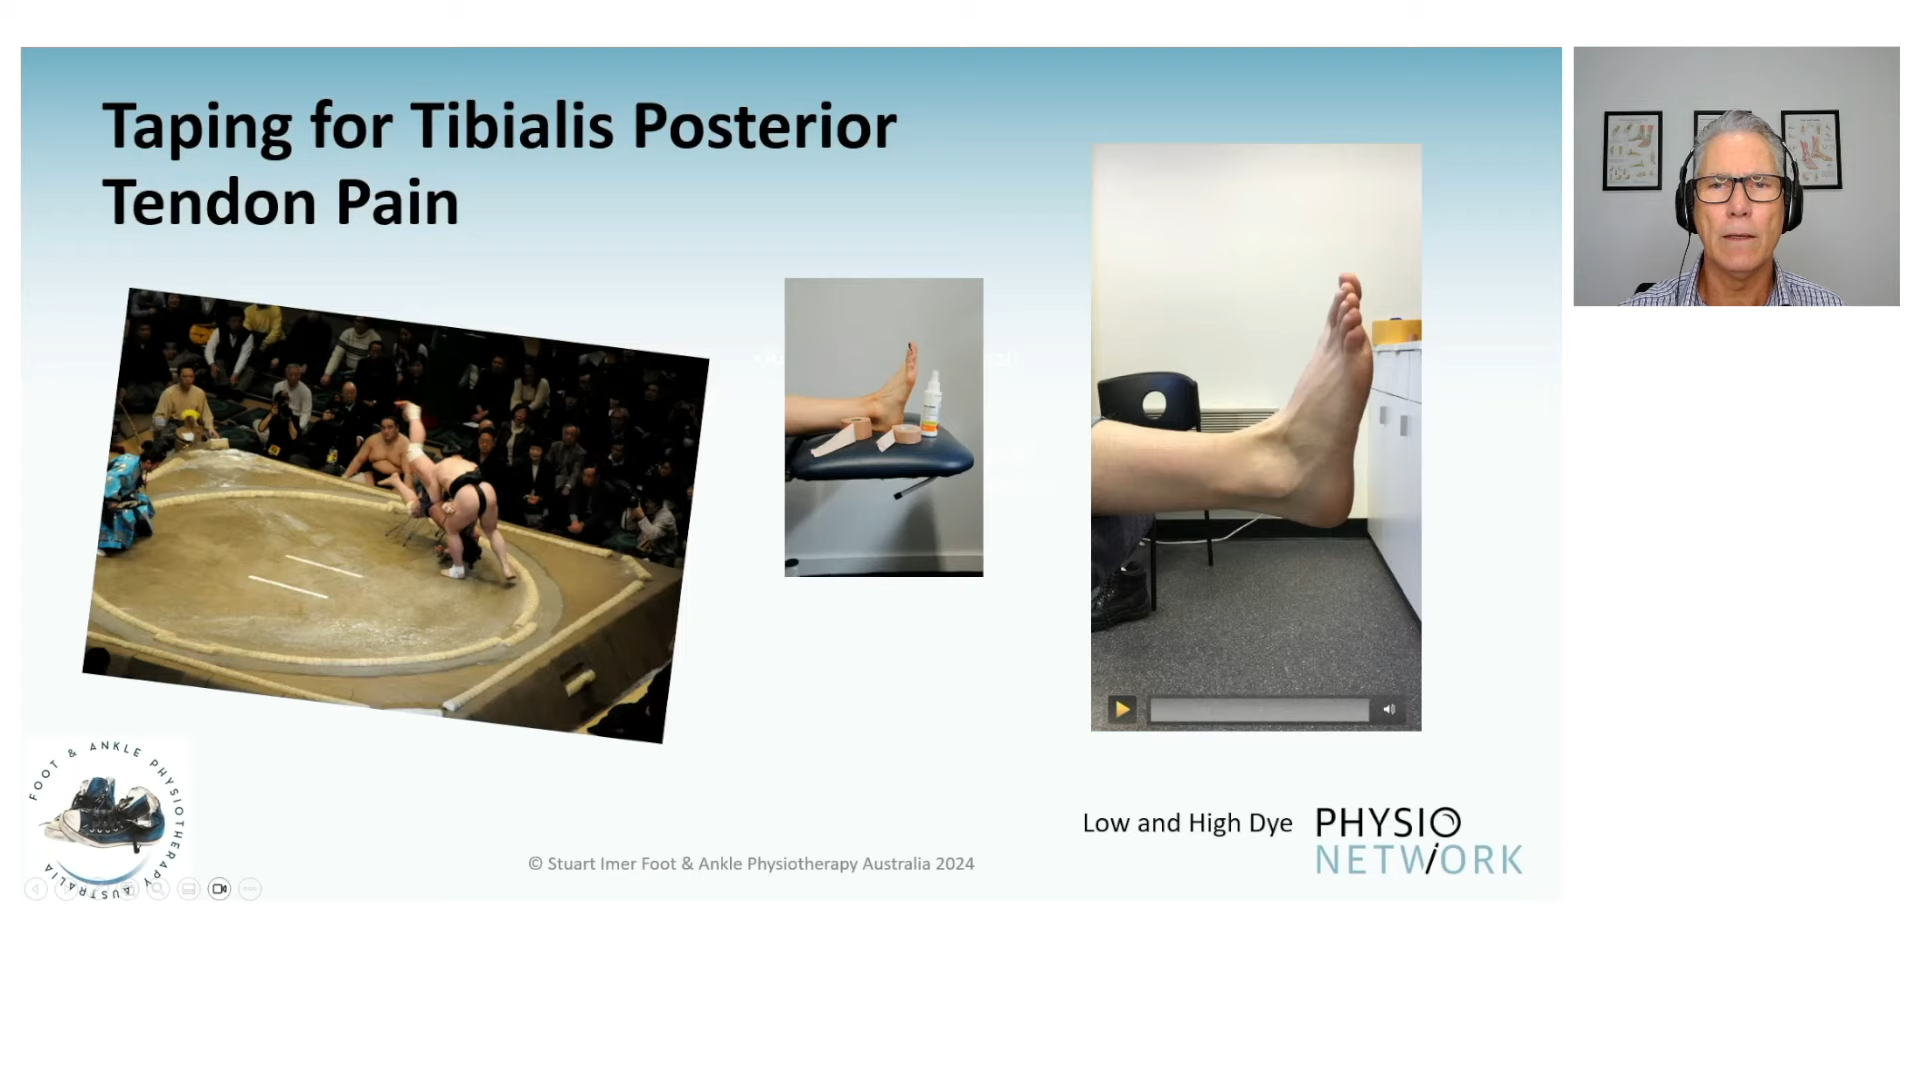 Taping for Tibialis Posterior
Tendon Pain
FOOT & ANKLE PHYSIOTHERAPY AUSTRALIA
Low and High Dye
PHYSIO
NETWORK
© Stuart Imer Foot & Ankle Physiotherapy Australia 2024